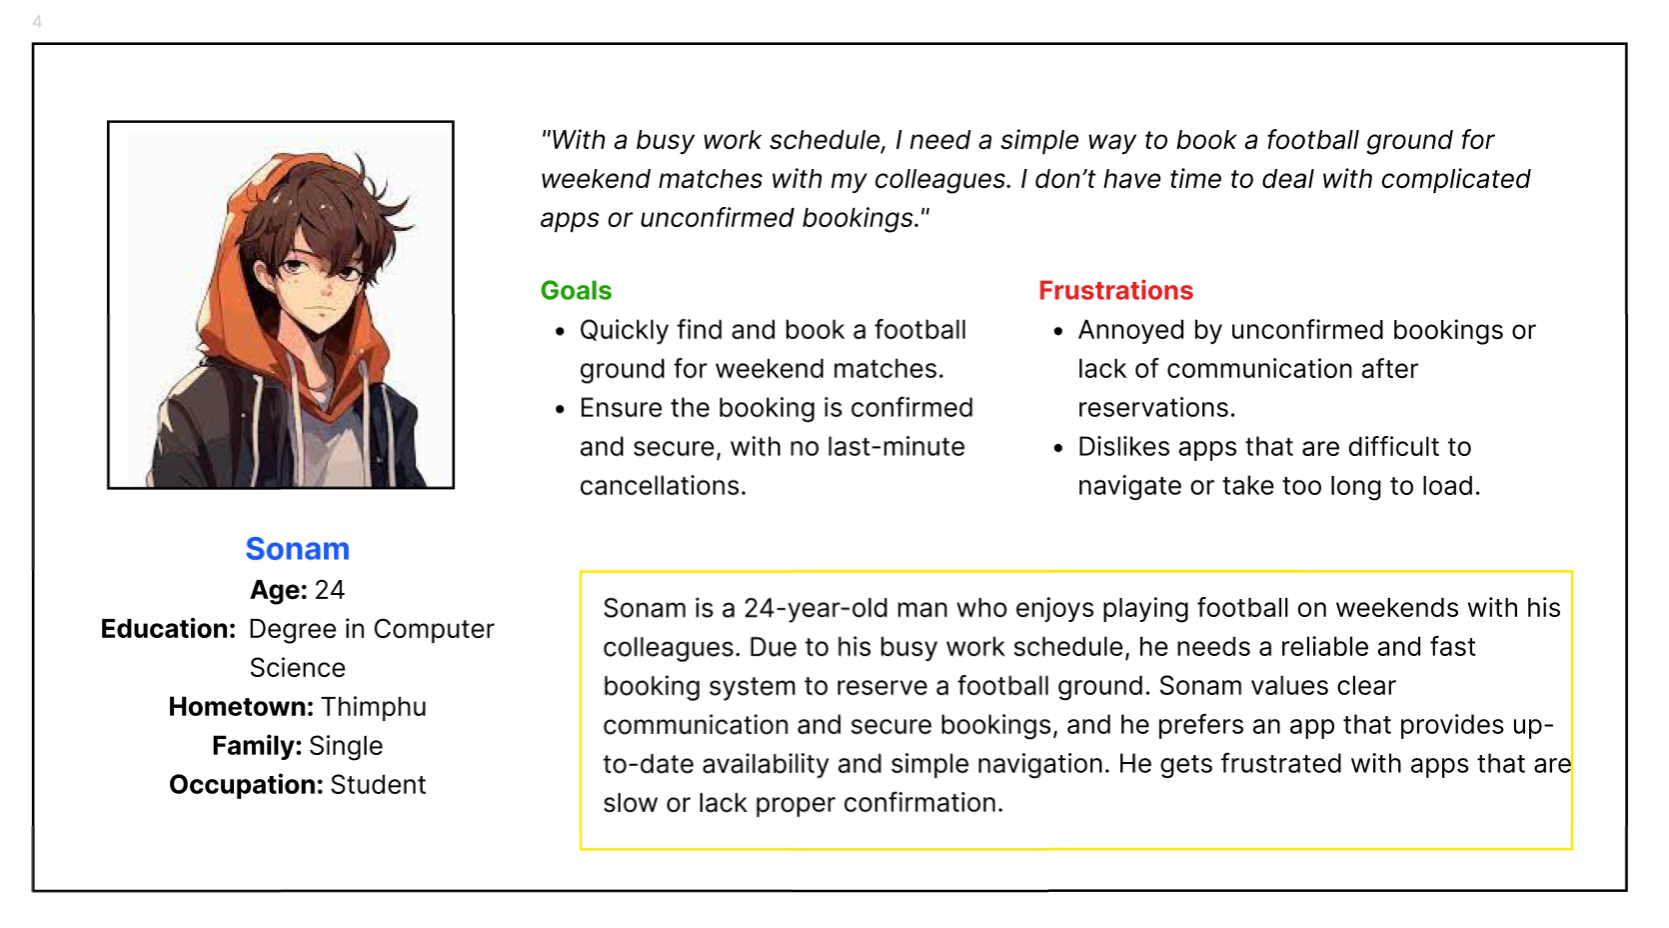 4
"With a busy work schedule, I need a simple way to book a football ground for
weekend matches with my colleagues. I don’t have time to deal with complicated
apps or unconfirmed bookings."
Goals
• Quickly find and book a football
ground for weekend matches.
• Ensure the booking is confirmed
and secure, with no last-minute
cancellations.
Frustrations
• Annoyed by unconfirmed bookings or
lack of communication after
reservations.
• Dislikes apps that are difficult to
navigate or take too long to load.
Sonam
Age: 24
Education: Degree in Computer
Science
Hometown: Thimphu
Family: Single
Occupation: Student
Sonam is a 24-year-old man who enjoys playing football on weekends with his
colleagues. Due to his busy work schedule, he needs a reliable and fast
booking system to reserve a football ground. Sonam values clear
communication and secure bookings, and he prefers an app that provides up-
to-date availability and simple navigation. He gets frustrated with apps that are
slow or lack proper confirmation.